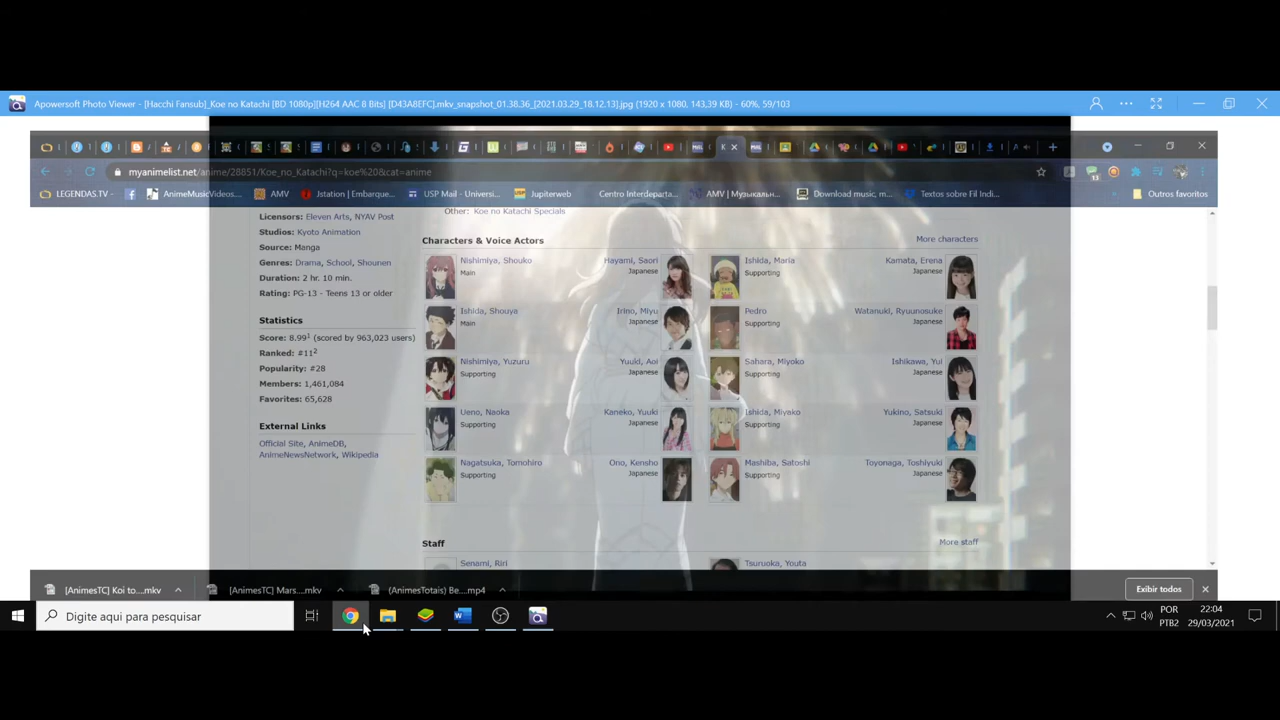 Apowersoft Photo Viewer - [Hacchi Fansub]_Koe no Katachi [BD 1080p][H264 AAC 8 Bits] [D43A8EFC].mkv_snapshot_01.38.36_[2021.03.29_18.12.13].jpg (1920 x 1080, 143,39 KB) - 60%, 59/103
K
myanimelist.net/anime/28851/Koe_no_Katachi?q=koe%20&cat=anime
LEGENDAS.TV - AnimeMusicVideos... AMV Jstation | Embarque... USP Mail - Universi... Jupiterweb Centro Interdeparta... AMV | Музыкальн... Download music, m... Textos sobre Fil Indi... Outros favoritos
Licensors: Eleven Arts, NYAV Post
Studios: Kyoto Animation
Source: Manga
Genres: Drama, School, Shounen
Duration: 2 hr. 10 min.
Rating: PG-13 - Teens 13 or older
Statistics
Score: 8.99¹ (scored by 963,023 users)
Ranked: #11²
Popularity: #28
Members: 1,461,084
Favorites: 65,628
External Links
Official Site, AnimeDB,
AnimeNewsNetwork, Wikipedia
Other: Koe no Katachi Specials
Characters & Voice Actors More characters
Nishimiya, Shouko Hayami, Saori Ishida, Maria Kamata, Erena
Main Japanese Supporting Japanese
Ishida, Shouya Irino, Miyu Pedro Watanuki, Ryuunosuke
Main Japanese Supporting Japanese
Nishimiya, Yuzuru Yuuki, Aoi Sahara, Miyoko Ishikawa, Yui
Supporting Japanese Supporting Japanese
Ueno, Naoka Kaneko, Yuuki Ishida, Miyako Yukino, Satsuki
Supporting Japanese Supporting Japanese
Nagatsuka, Tomohiro Ono, Kensho Mashiba, Satoshi Toyonaga, Toshiyuki
Supporting Japanese Supporting Japanese
Staff More staff
Senami, Riri Tsuruoka, Youta
[AnimesTC] Koi to....mkv [AnimesTC] Mars....mkv (AnimesTotais) Be....mp4 Exibir todos
Digite aqui para pesquisar
POR 22:04
PTB2 29/03/2021